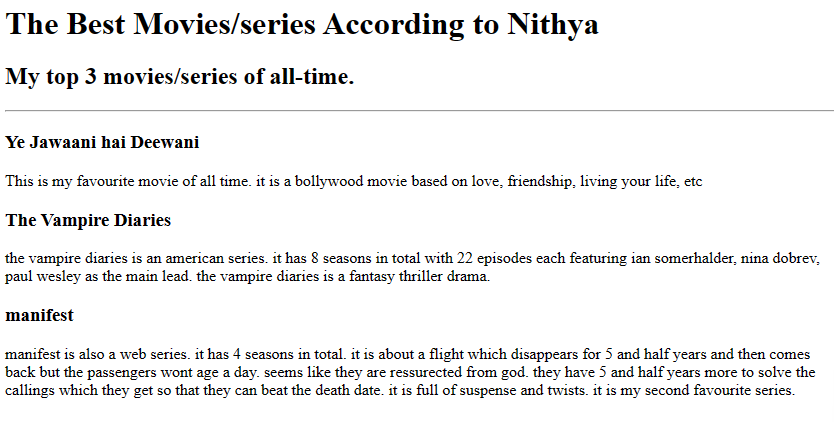 The Best Movies/series According to Nithya
My top 3 movies/series of all-time.
Ye Jawaani hai Deewani
This is my favourite movie of all time. it is a bollywood movie based on love, friendship, living your life, etc
The Vampire Diaries
the vampire diaries is an american series. it has 8 seasons in total with 22 episodes each featuring ian somerhalder, nina dobrev,
paul wesley as the main lead. the vampire diaries is a fantasy thriller drama.
manifest
manifest is also a web series. it has 4 seasons in total. it is about a flight which disappears for 5 and half years and then comes
back but the passengers wont age a day. seems like they are ressurected from god. they have 5 and half years more to solve the
callings which they get so that they can beat the death date. it is full of suspense and twists. it is my second favourite series.